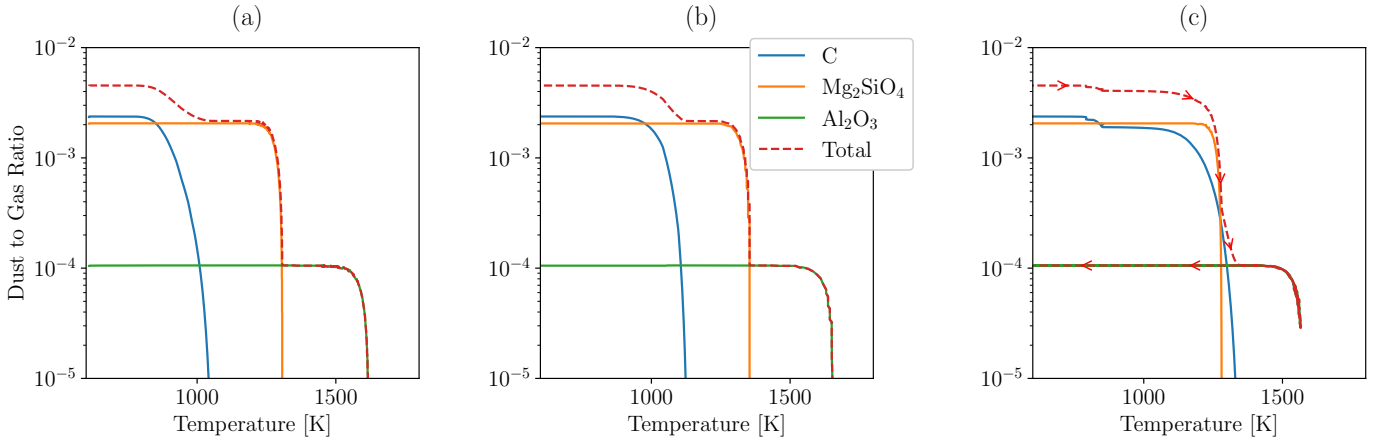 (a)
(b)
(c)
Dust to Gas Ratio
10⁻²
10⁻³
10⁻⁴
10⁻⁵
1000
1500
Temperature [K]
10⁻²
10⁻³
10⁻⁴
10⁻⁵
1000
1500
Temperature [K]
C
Mg₂SiO₄
Al₂O₃
Total
10⁻²
10⁻³
10⁻⁴
10⁻⁵
1000
1500
Temperature [K]